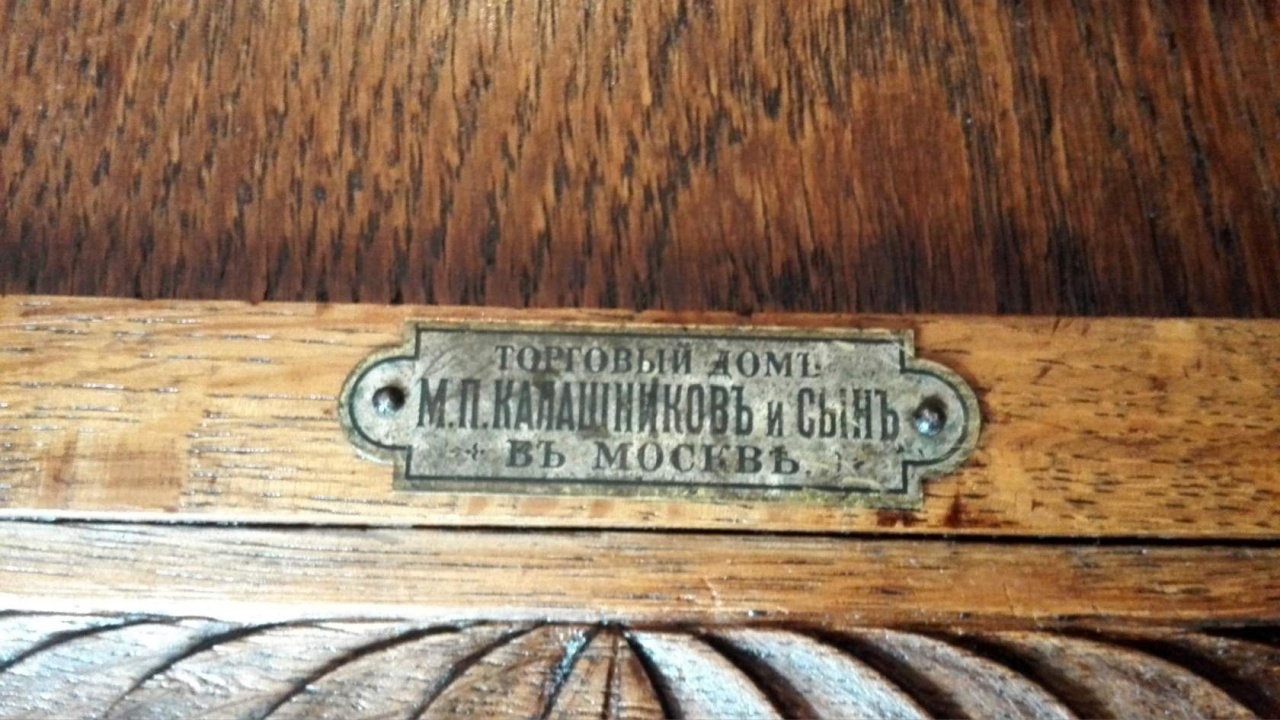 ТОРГОВЫЙ ДОМЪ
М.П.КАЛАШНИКОВЪ и СЫНЪ
ВЪ МОСКВѢ.